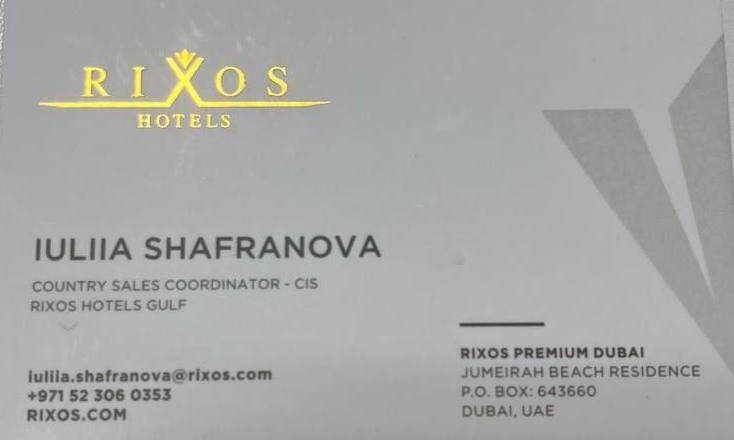 RIXOS
HOTELS
IULIIA SHAFRANOVA
COUNTRY SALES COORDINATOR - CIS
RIXOS HOTELS GULF
iuliia.shafranova@rixos.com
+971 52 306 0353
RIXOS.COM
RIXOS PREMIUM DUBAI
JUMEIRAH BEACH RESIDENCE
P.O. BOX: 643660
DUBAI, UAE